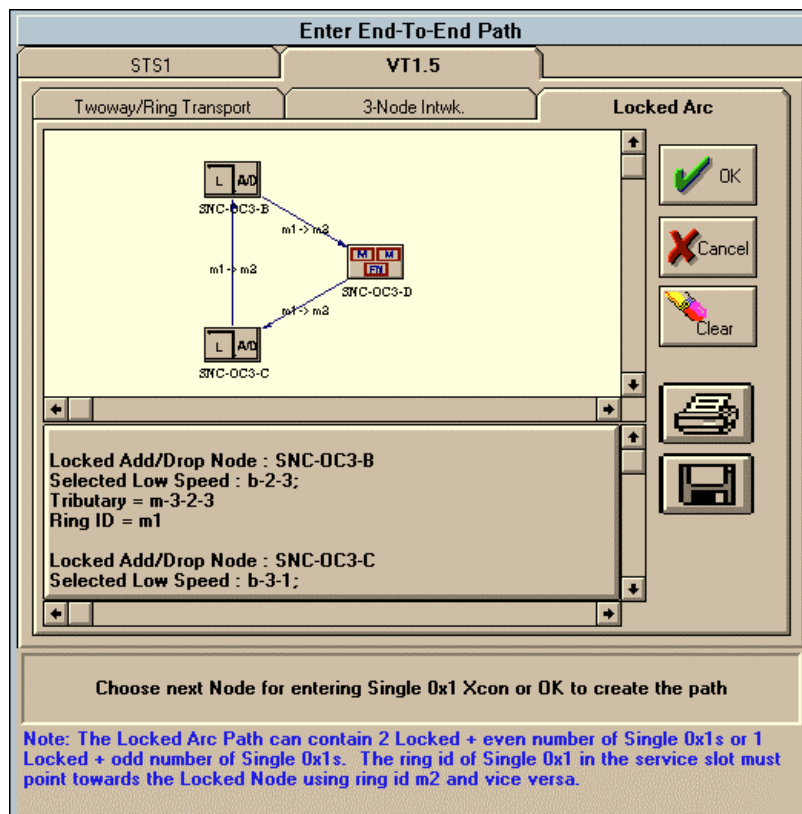 Enter End-To-End Path
STS1
VT1.5
Twoway/Ring Transport
3-Node Intwk.
Locked Arc
L A/D
SNC-OC3-B
m1->m2
M M
FN
SNC-OC3-D
m1->m2
m1->m2
L A/D
SNC-OC3-C
OK
Cancel
Clear
Locked Add/Drop Node : SNC-OC3-B
Selected Low Speed : b-2-3;
Tributary = m-3-2-3
Ring ID = m1
Locked Add/Drop Node : SNC-OC3-C
Selected Low Speed : b-3-1;
Choose next Node for entering Single 0x1 Xcon or OK to create the path
Note: The Locked Arc Path can contain 2 Locked + even number of Single 0x1s or 1
Locked + odd number of Single 0x1s. The ring id of Single 0x1 in the service slot must
point towards the Locked Node using ring id m2 and vice versa.